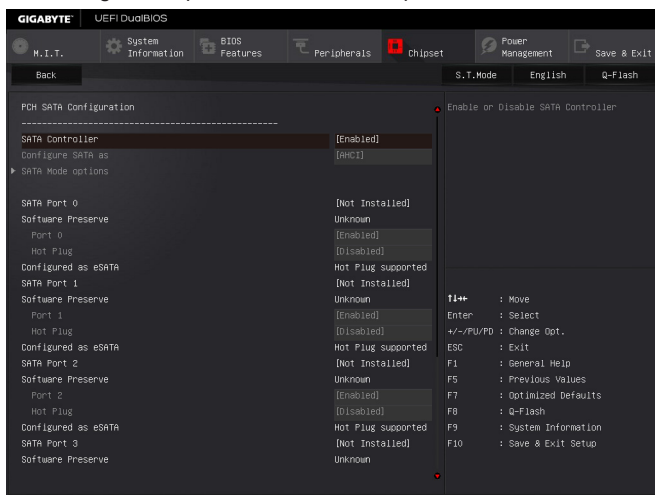 GIGABYTE™ UEFI DualBIOS
M.I.T. System Information BIOS Features Peripherals Chipset Power Management Save & Exit
Back S.T.Mode English Q-Flash
PCH SATA Configuration
Enable or Disable SATA Controller
SATA Controller [Enabled]
Configure SATA as [AHCI]
SATA Mode options
SATA Port 0 [Not Installed]
Software Preserve Unknown
Port 0 [Enabled]
Hot Plug [Disabled]
Configured as eSATA Hot Plug supported
SATA Port 1 [Not Installed]
Software Preserve Unknown
Port 1 [Enabled]
Hot Plug [Disabled]
Configured as eSATA Hot Plug supported
SATA Port 2 [Not Installed]
Software Preserve Unknown
Port 2 [Enabled]
Hot Plug [Disabled]
Configured as eSATA Hot Plug supported
SATA Port 3 [Not Installed]
Software Preserve Unknown
↑↓→← : Move
Enter : Select
+/-/PU/PD : Change Opt.
ESC : Exit
F1 : General Help
F5 : Previous Values
F7 : Optimized Defaults
F8 : Q-Flash
F9 : System Information
F10 : Save & Exit Setup